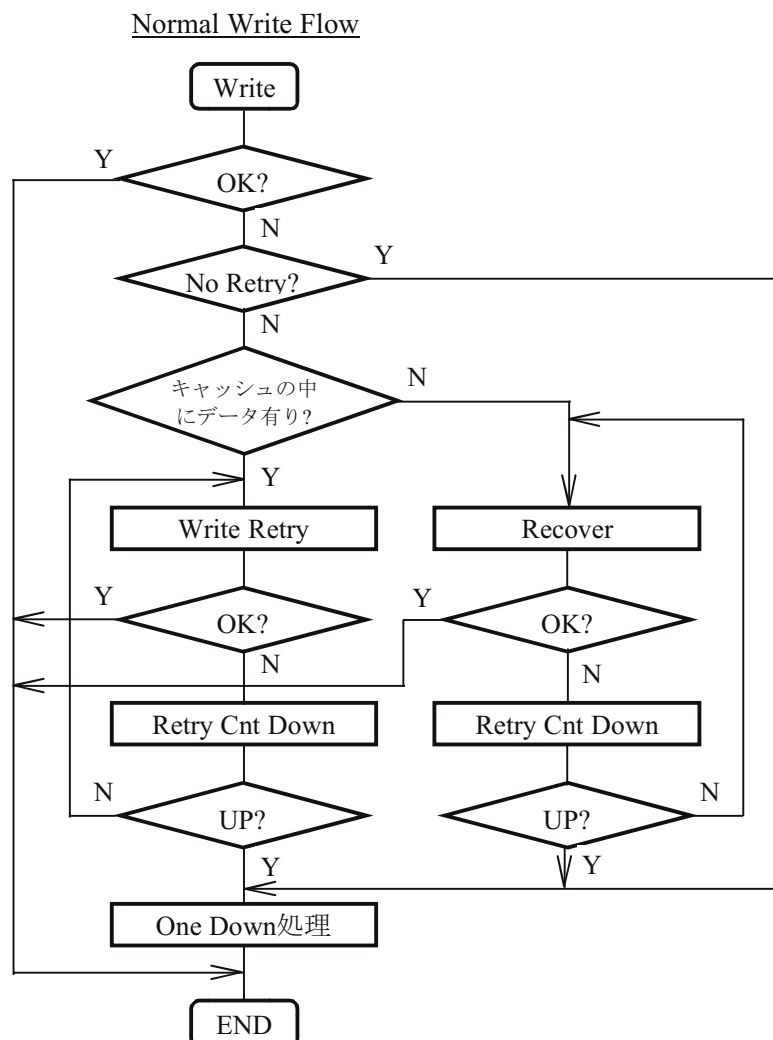 Normal Write Flow
Write
Y
OK?
N
Y
No Retry?
N
キャッシュの中
にデータ有り?
N
Y
Write Retry
Recover
Y
OK?
Y
OK?
N
N
Retry Cnt Down
Retry Cnt Down
N
UP?
UP?
N
Y
Y
One Down処理
END